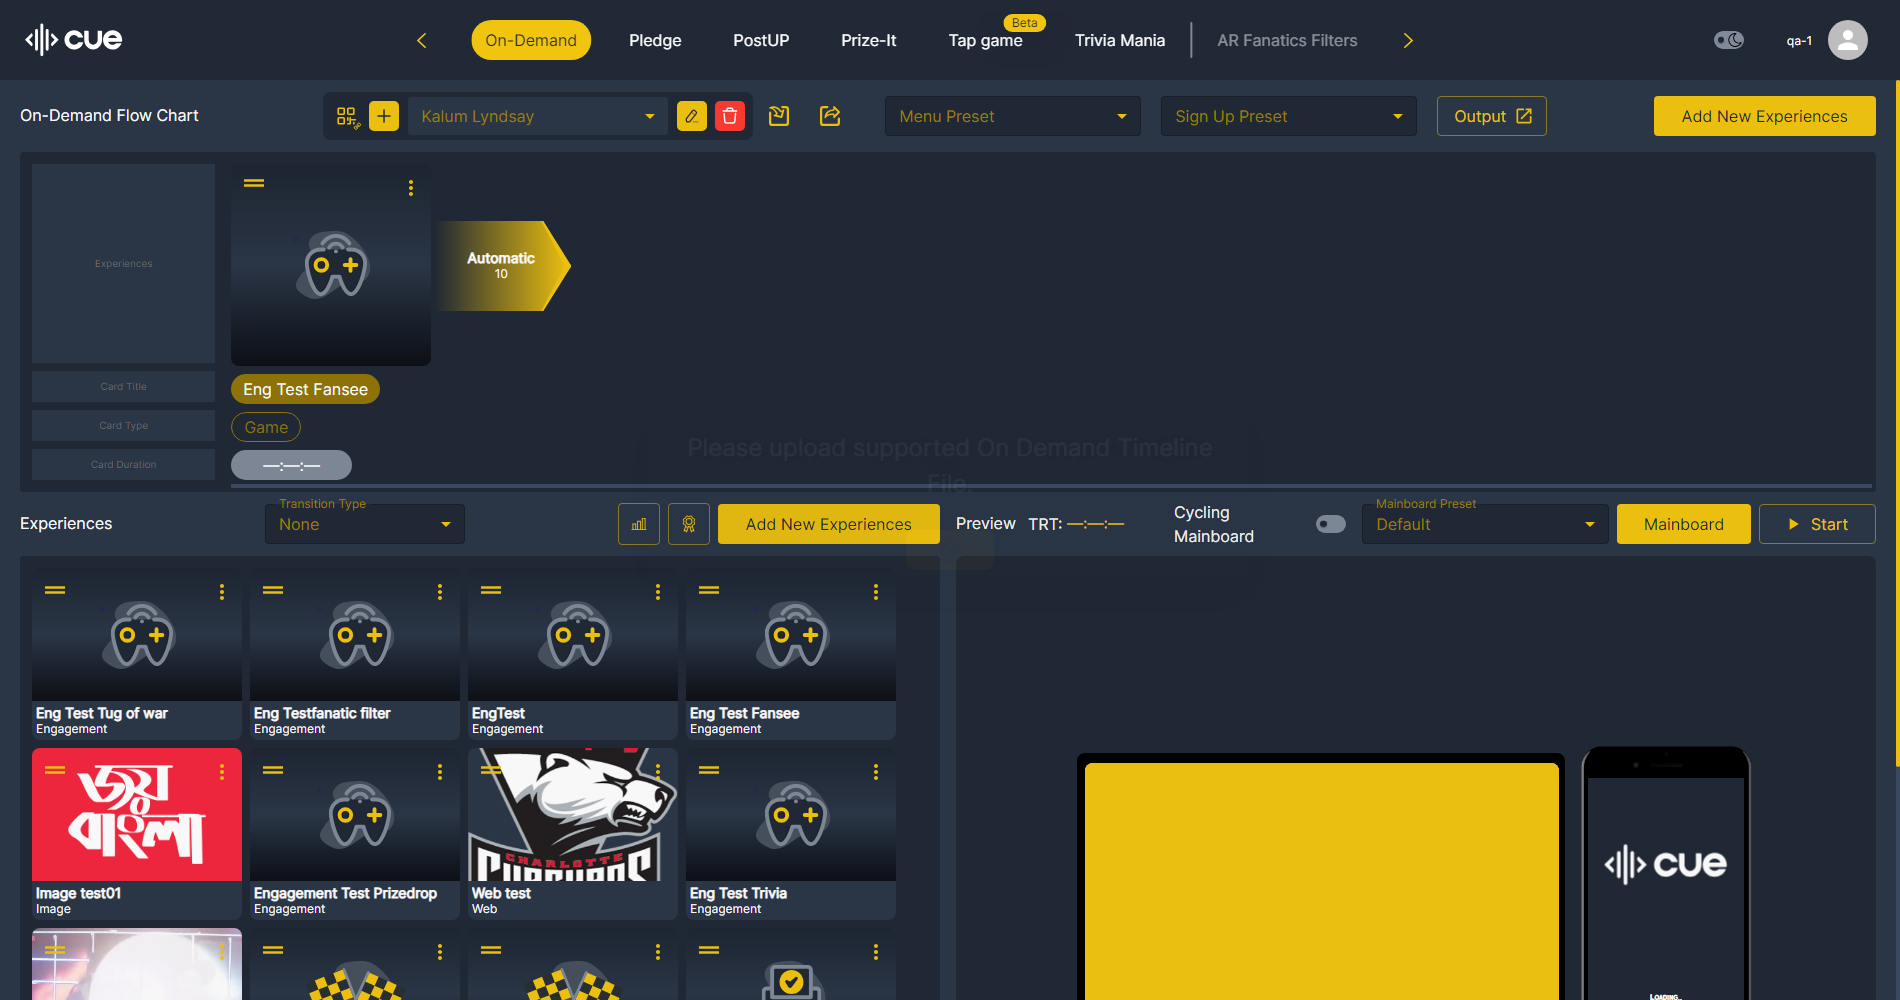 cue
On-Demand
Pledge
PostUP
Prize-It
Tap game
Beta
Trivia Mania
AR Fanatics Filters
qa-1
On-Demand Flow Chart
Kalum Lyndsay
Menu Preset
Sign Up Preset
Output
Add New Experiences
Experiences
Automatic
10
Card Title
Eng Test Fansee
Card Type
Game
Card Duration
—:—:—
Please upload supported On Demand Timeline
File.
Experiences
Transition Type
None
Add New Experiences
Preview
TRT: —:—:—
Cycling
Mainboard
Mainboard Preset
Default
Mainboard
Start
Eng Test Tug of war
Engagement
Eng Testfanatic filter
Engagement
EngTest
Engagement
Eng Test Fansee
Engagement
জয়
বাংলা
Image test01
Image
Engagement Test Prizedrop
Engagement
CHARLOTTE
Web test
Web
Eng Test Trivia
Engagement
cue
LOADING...